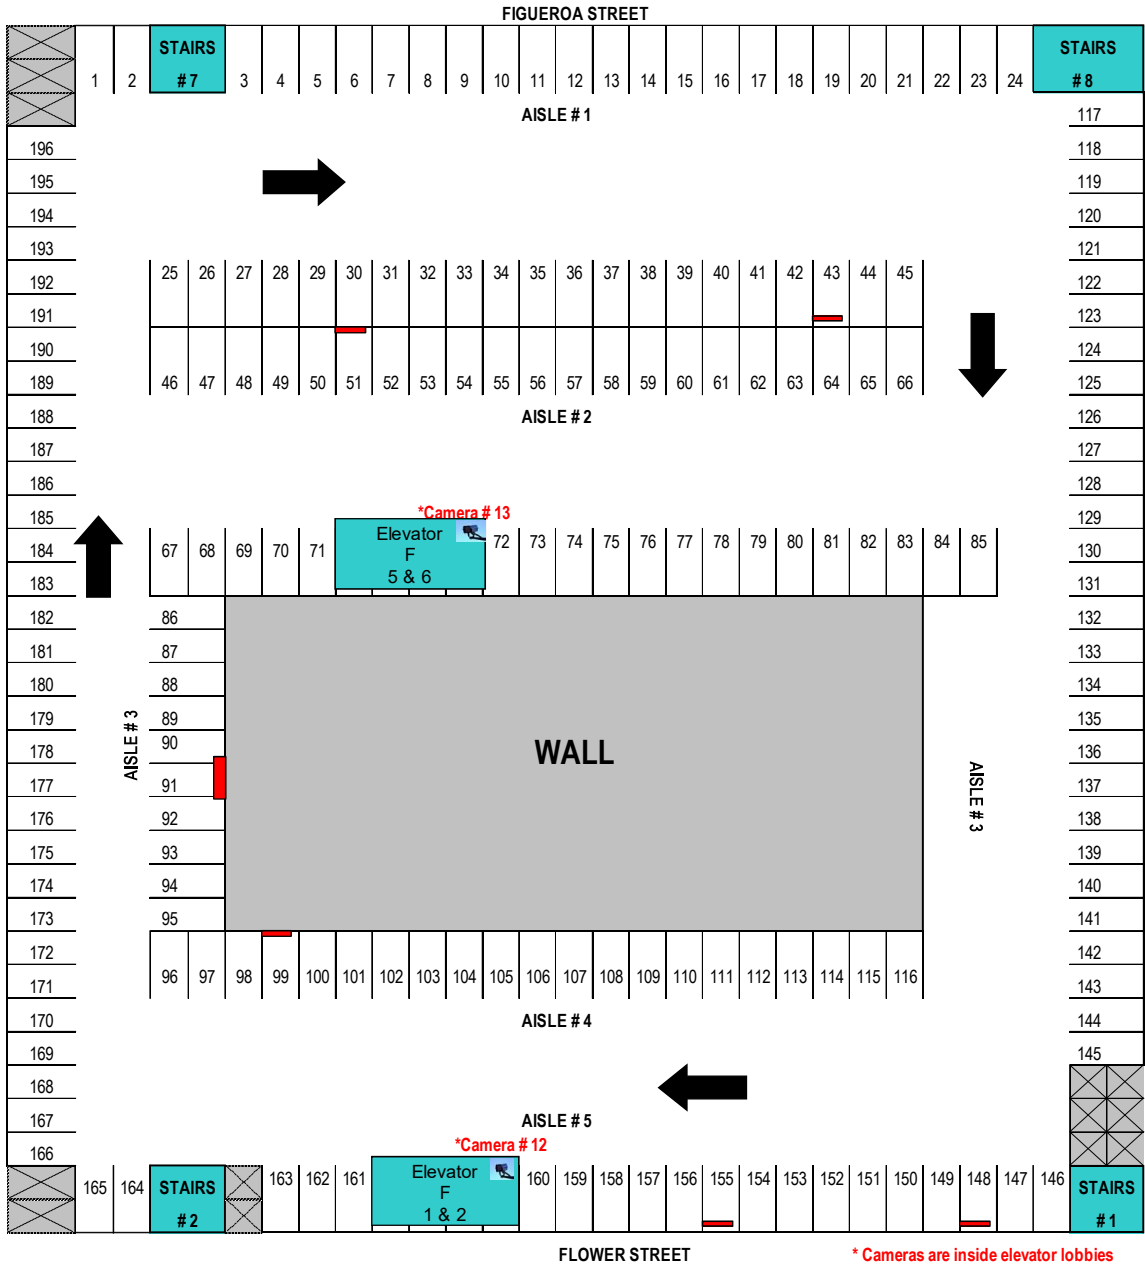 FIGUEROA STREET
STAIRS
# 7
STAIRS
# 8
1 2 3 4 5 6 7 8 9 10 11 12 13 14 15 16 17 18 19 20 21 22 23 24
AISLE # 1
117
196 118
195 119
194 120
193 121
25 26 27 28 29 30 31 32 33 34 35 36 37 38 39 40 41 42 43 44 45
192 122
191 123
190 124
189 46 47 48 49 50 51 52 53 54 55 56 57 58 59 60 61 62 63 64 65 66 125
188 AISLE # 2 126
187 127
186 128
*Camera # 13
185 129
Elevator
F
5 & 6
184 67 68 69 70 71 72 73 74 75 76 77 78 79 80 81 82 83 84 85 130
183 131
182 86 132
181 87 133
180 88 134
179 89 135
178 90 136
AISLE # 3
WALL
AISLE # 3
177 91 137
176 92 138
175 93 139
174 94 140
173 95 141
172 142
171 96 97 98 99 100 101 102 103 104 105 106 107 108 109 110 111 112 113 114 115 116 143
170 AISLE # 4 144
169 145
168
167 AISLE # 5
*Camera # 12
166
Elevator
F
1 & 2
165 164 163 162 161 160 159 158 157 156 155 154 153 152 151 150 149 148 147 146
STAIRS
# 2
STAIRS
# 1
FLOWER STREET
* Cameras are inside elevator lobbies